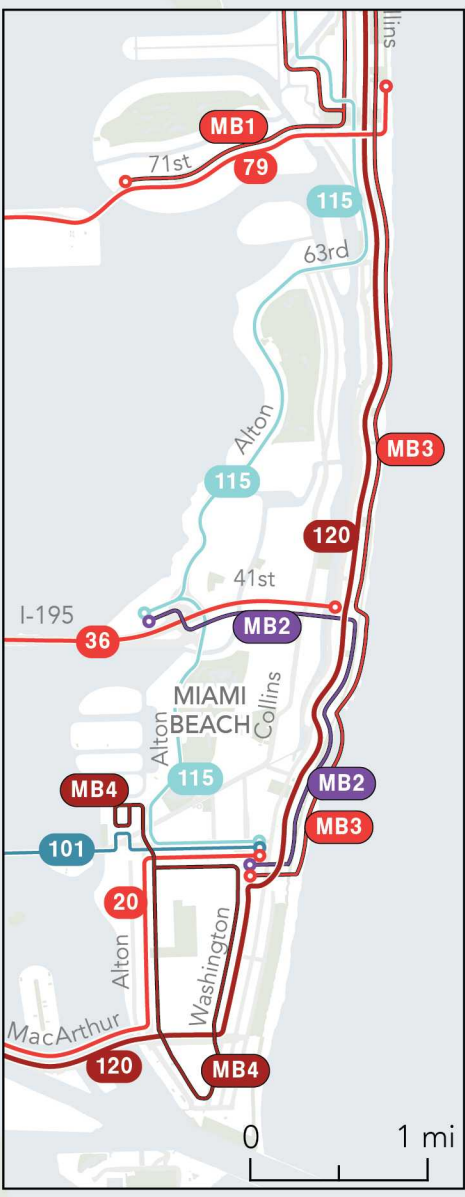 llins
MB1
71st
79
115
63rd
Alton
MB3
115
120
41st
I-195
36
MB2
MIAMI
BEACH
Collins
Alton
115
MB2
MB4
MB3
101
20
Alton
Washington
MacArthur
120
MB4
0
1 mi